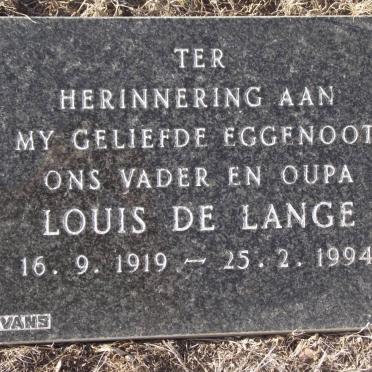 TER
HERINNERING AAN
MY GELIEFDE EGGENOOT
ONS VADER EN OUPA
LOUIS DE LANGE
16. 9. 1919 — 25. 2. 1994
VANS